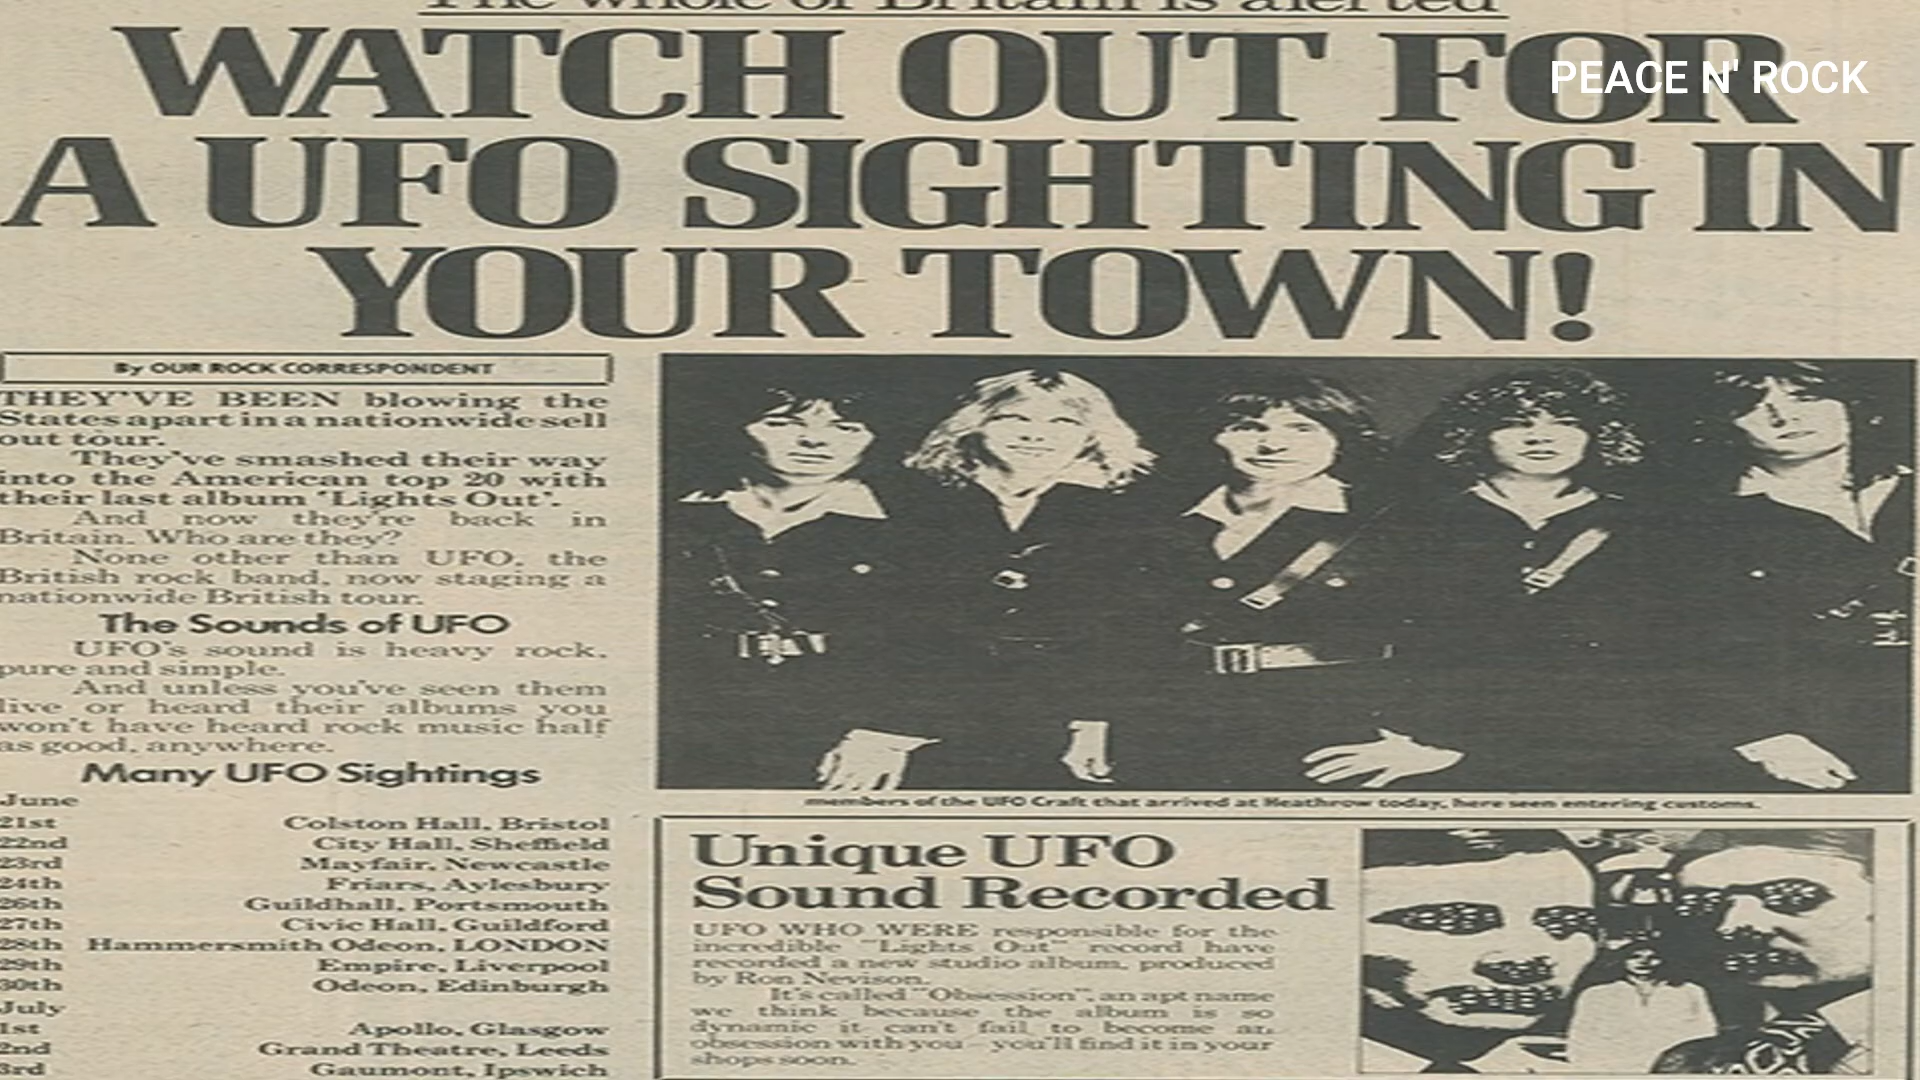 The whole of Britain is alerted
WATCH OUT FOR
A UFO SIGHTING IN
YOUR TOWN!
PEACE N' ROCK
By OUR ROCK CORRESPONDENT
THEY'VE BEEN blowing the
States apart in a nationwide sell
out tour.
They've smashed their way
into the American top 20 with
their last album 'Lights Out'.
And now they're back in
Britain. Who are they?
None other than UFO, the
British rock band, now staging a
nationwide British tour.
The Sounds of UFO
UFO's sound is heavy rock,
pure and simple.
And unless you've seen them
live or heard their albums you
won't have heard rock music half
as good, anywhere.
Many UFO Sightings
June
21st Colston Hall, Bristol
22nd City Hall, Sheffield
23rd Mayfair, Newcastle
24th Friars, Aylesbury
26th Guildhall, Portsmouth
27th Civic Hall, Guildford
28th Hammersmith Odeon, LONDON
29th Empire, Liverpool
30th Odeon, Edinburgh
July
1st Apollo, Glasgow
2nd Grand Theatre, Leeds
3rd Gaumont, Ipswich
members of the UFO Craft that arrived at Heathrow today, here seen entering customs.
Unique UFO
Sound Recorded
UFO WHO WERE responsible for the
incredible "Lights Out" record have
recorded a new studio album, produced
by Ron Nevison.
It's called "Obsession", an apt name
we think because the album is so
dynamic it can't fail to become an
obsession with you – you'll find it in your
shops soon.